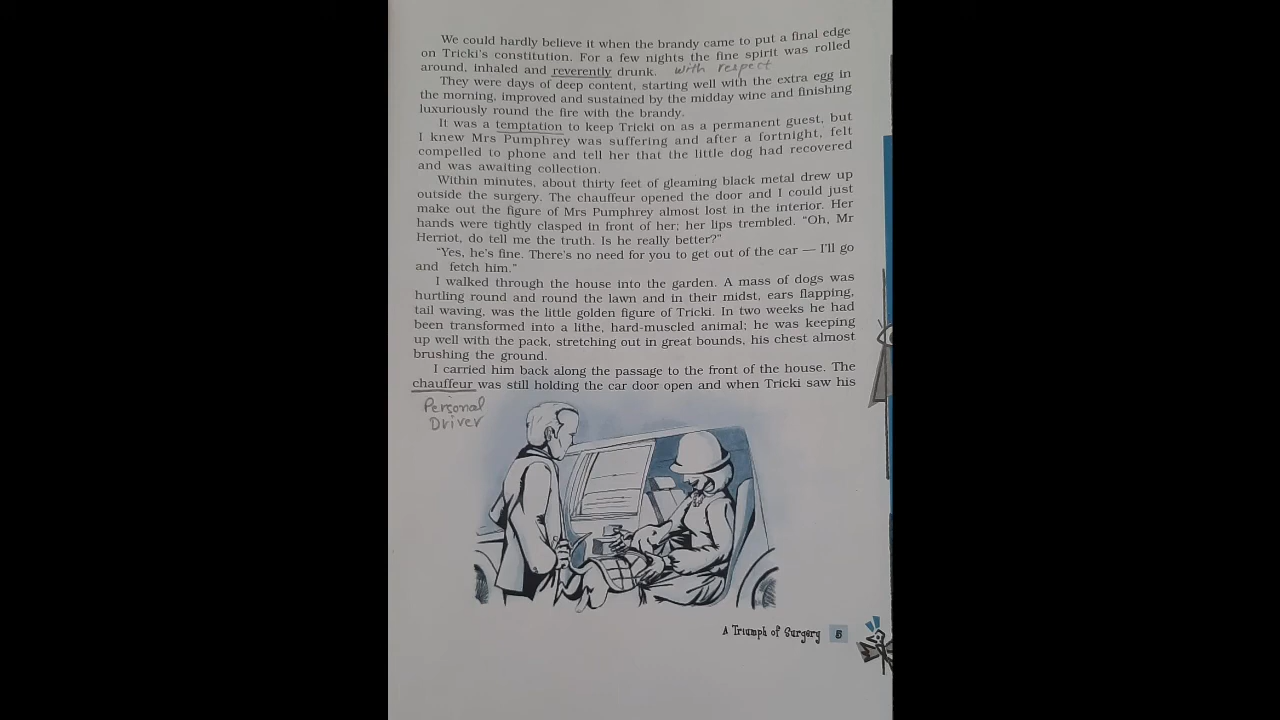 We could hardly believe it when the brandy came to put a final edge
on Tricki's constitution. For a few nights the fine spirit was rolled
around, inhaled and reverently drunk. with respect
They were days of deep content, starting well with the extra egg in
the morning, improved and sustained by the midday wine and finishing
luxuriously round the fire with the brandy.
It was a temptation to keep Tricki on as a permanent guest, but
I knew Mrs Pumphrey was suffering and after a fortnight, felt
compelled to phone and tell her that the little dog had recovered
and was awaiting collection.
Within minutes, about thirty feet of gleaming black metal drew up
outside the surgery. The chauffeur opened the door and I could just
make out the figure of Mrs Pumphrey almost lost in the interior. Her
hands were tightly clasped in front of her; her lips trembled. “Oh, Mr
Herriot, do tell me the truth. Is he really better?”
“Yes, he's fine. There's no need for you to get out of the car — I'll go
and fetch him.”
I walked through the house into the garden. A mass of dogs was
hurtling round and round the lawn and in their midst, ears flapping,
tail waving, was the little golden figure of Tricki. In two weeks he had
been transformed into a lithe, hard-muscled animal; he was keeping
up well with the pack, stretching out in great bounds, his chest almost
brushing the ground.
I carried him back along the passage to the front of the house. The
chauffeur was still holding the car door open and when Tricki saw his
Personal
Driver
A Triumph of Surgery 5